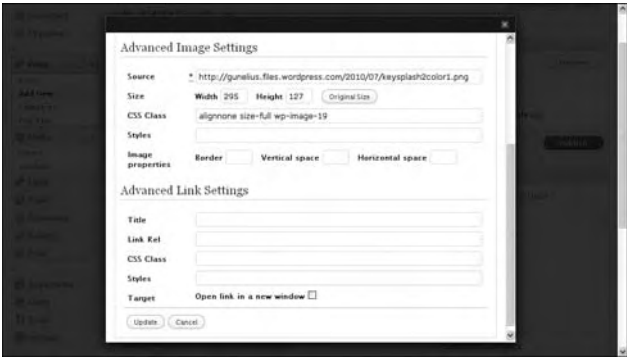 Advanced Image Settings
Source * http://gunelius.files.wordpress.com/2010/07/keysplash2color1.png
Size Width 295 Height 127 Original Size
CSS Class alignnone size-full wp-image-19
Styles
Image properties Border Vertical space Horizontal space
Advanced Link Settings
Title
Link Rel
CSS Class
Styles
Target Open link in a new window
Update Cancel